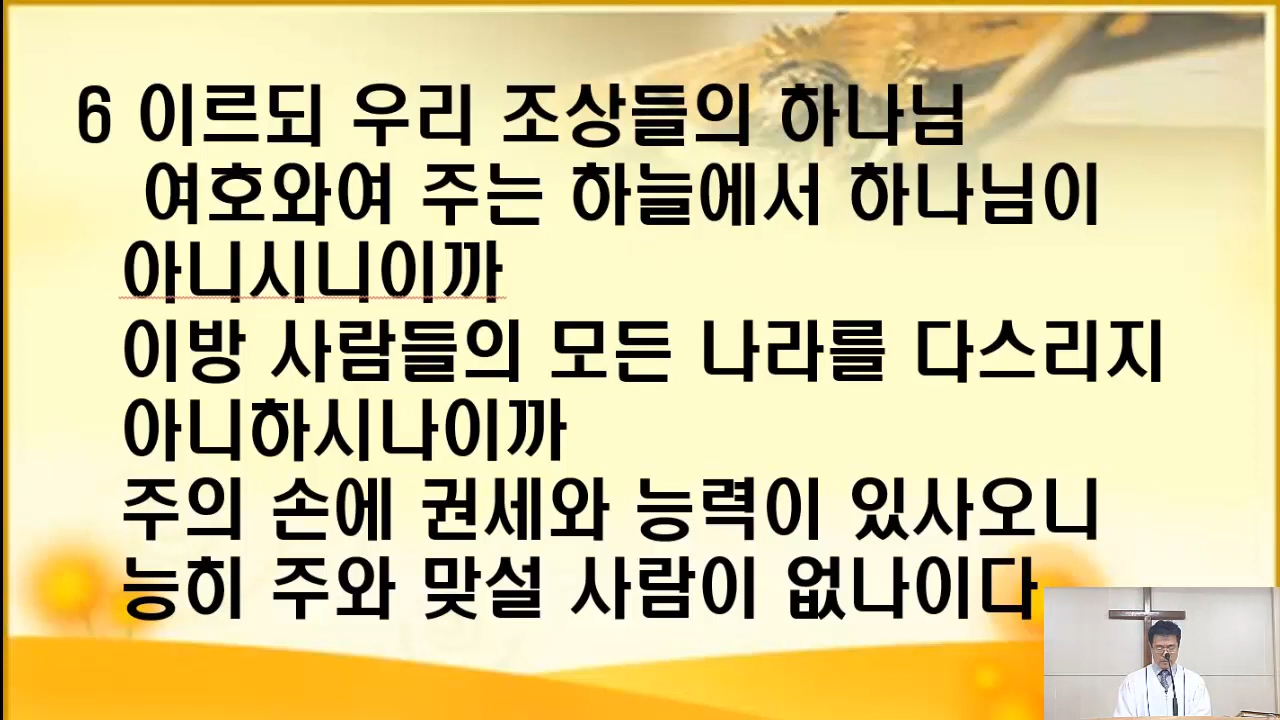 6 이르되 우리 조상들의 하나님
여호와여 주는 하늘에서 하나님이
아니시니이까
이방 사람들의 모든 나라를 다스리지
아니하시나이까
주의 손에 권세와 능력이 있사오니
능히 주와 맞설 사람이 없나이다